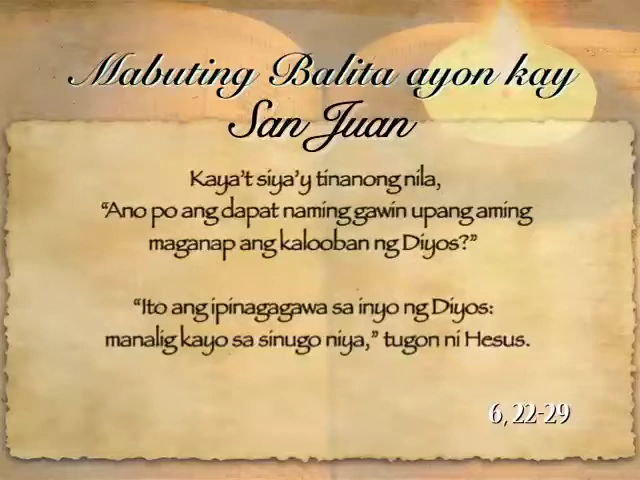 Mabuting Balita ayon kay
San Juan
Kaya't siya'y tinanong nila,
“Ano po ang dapat naming gawin upang aming
maganap ang kalooban ng Diyos?”
“Ito ang ipinagagawa sa inyo ng Diyos:
manalig kayo sa sinugo niya,” tugon ni Hesus.
6, 22-29